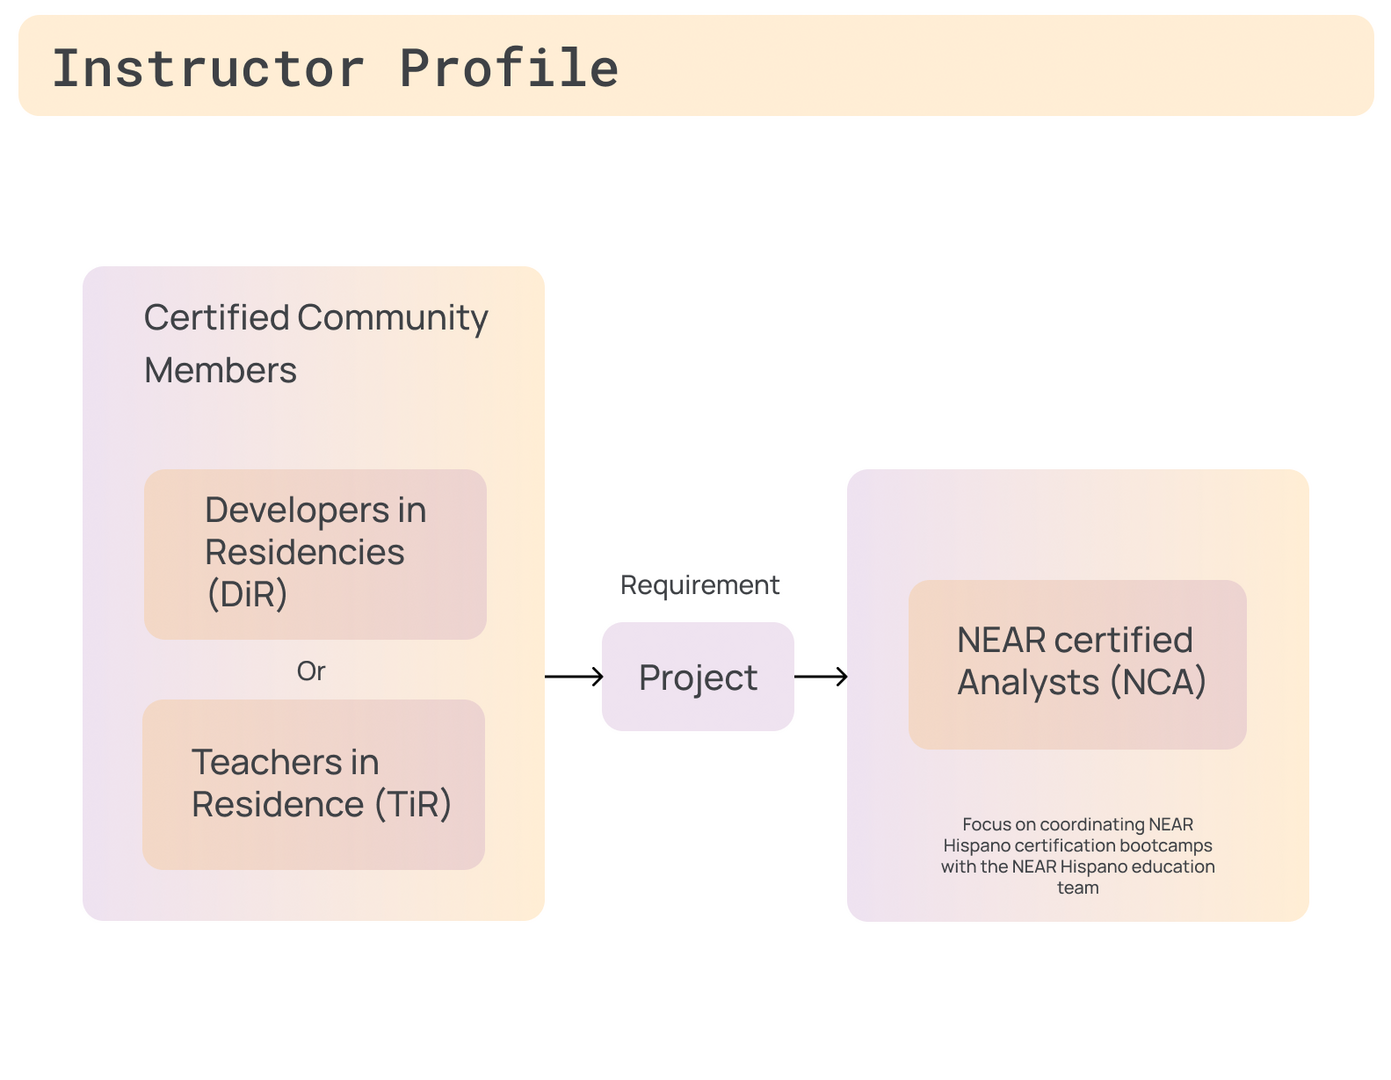 Instructor Profile
Certified Community
Members
Developers in
Residencies
(DiR)
Or
Teachers in
Residence (TiR)
Requirement
Project
NEAR certified
Analysts (NCA)
Focus on coordinating NEAR
Hispano certification bootcamps
with the NEAR Hispano education
team